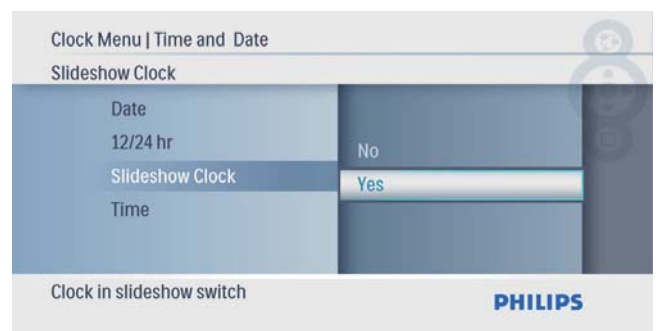 Clock Menu | Time and Date
Slideshow Clock
Date
12/24 hr
Slideshow Clock
Time
No
Yes
Clock in slideshow switch
PHILIPS